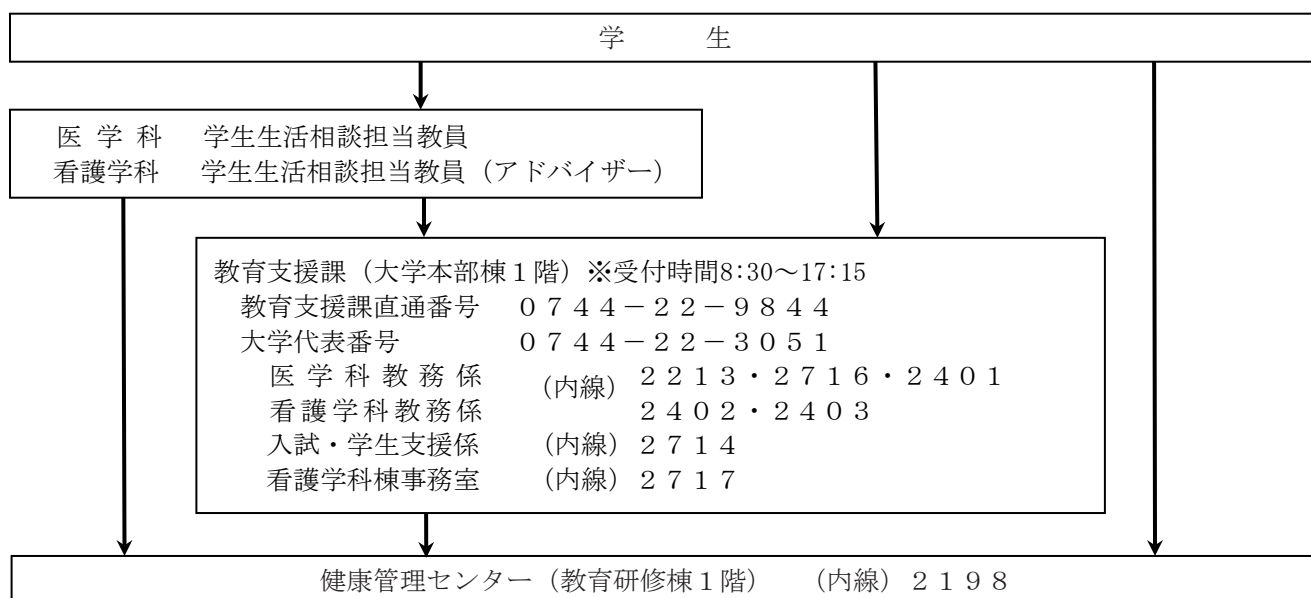 学　　生
医 学 科　学生生活相談担当教員
看護学科　学生生活相談担当教員（アドバイザー）
教育支援課（大学本部棟１階）※受付時間8:30～17:15
教育支援課直通番号　０７４４－２２－９８４４
大学代表番号　０７４４－２２－３０５１
医 学 科 教 務 係　（内線）２２１３・２７１６・２４０１
看護学科教務係　２４０２・２４０３
入試・学生支援係　（内線）２７１４
看護学科棟事務室　（内線）２７１７
健康管理センター（教育研修棟１階）　（内線）２１９８